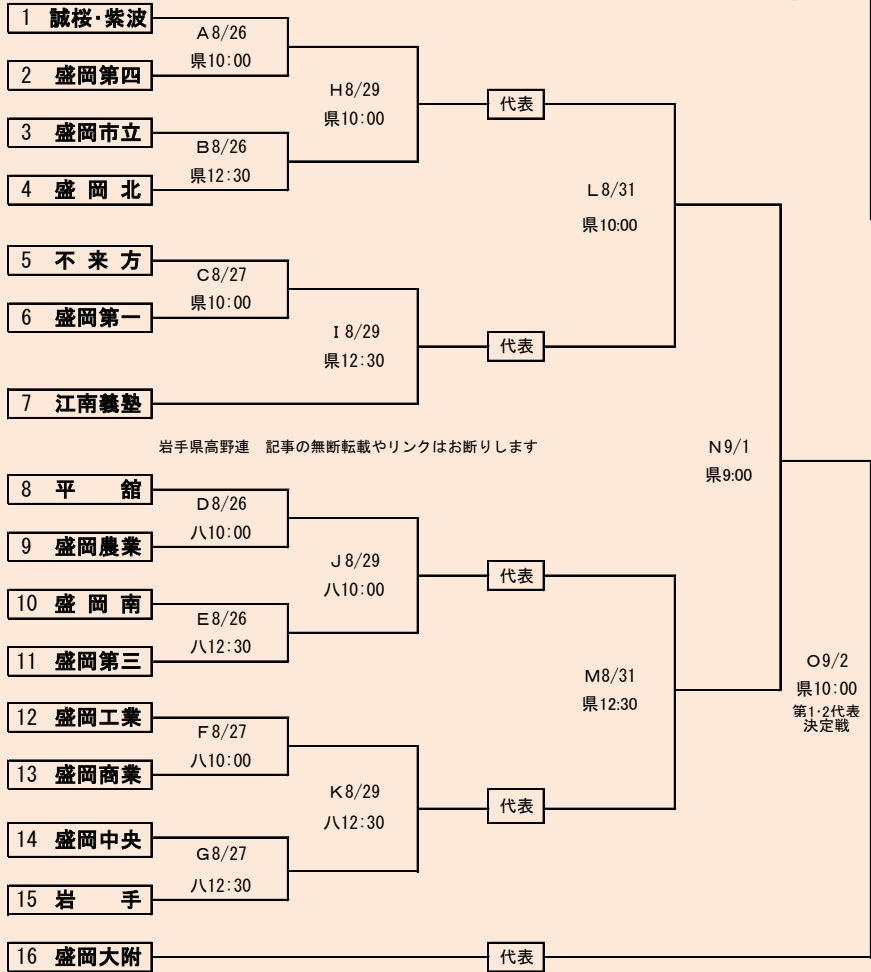 1 誠桜・紫波
A8/26
県10:00
2 盛岡第四
H8/29
県10:00
代表
3 盛岡市立
B8/26
県12:30
4 盛岡北
L8/31
県10:00
5 不来方
C8/27
県10:00
6 盛岡第一
I8/29
県12:30
代表
7 江南義塾
岩手県高野連 記事の無断転載やリンクはお断りします
N9/1
県9:00
8 平舘
D8/26
八10:00
9 盛岡農業
J8/29
八10:00
代表
10 盛岡南
E8/26
八12:30
11 盛岡第三
M8/31
県12:30
O9/2
県10:00
第1・2代表
決定戦
12 盛岡工業
F8/27
八10:00
13 盛岡商業
K8/29
八12:30
代表
14 盛岡中央
G8/27
八12:30
15 岩手
16 盛岡大附
代表